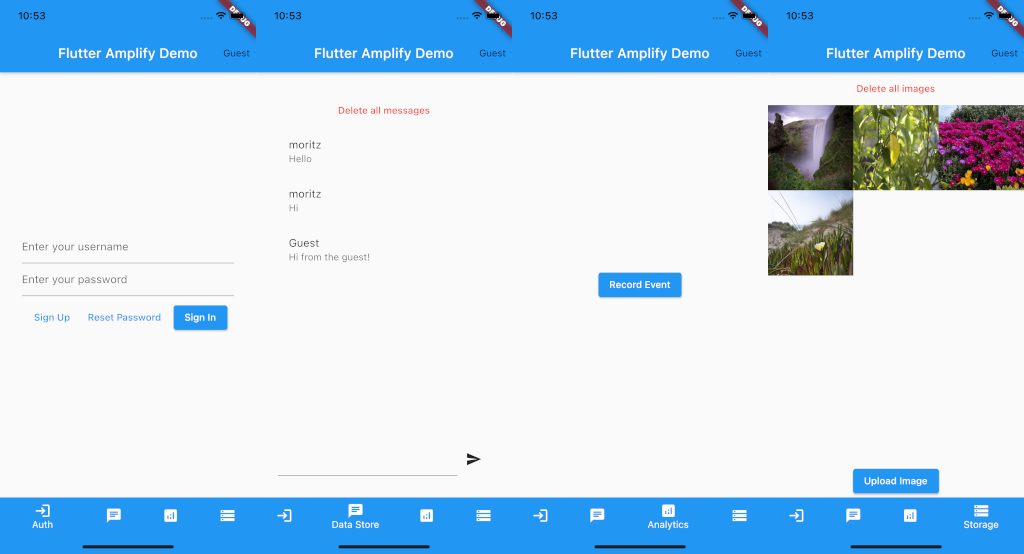 10:53
DEBUG
Flutter Amplify Demo
Guest
Enter your username
Enter your password
Sign Up
Reset Password
Sign In
Auth
10:53
DEBUG
Flutter Amplify Demo
Guest
Delete all messages
moritz
Hello
moritz
Hi
Guest
Hi from the guest!
Data Store
10:53
DEBUG
Flutter Amplify Demo
Guest
Record Event
Analytics
10:53
DEBUG
Flutter Amplify Demo
Guest
Delete all images
Upload Image
Storage